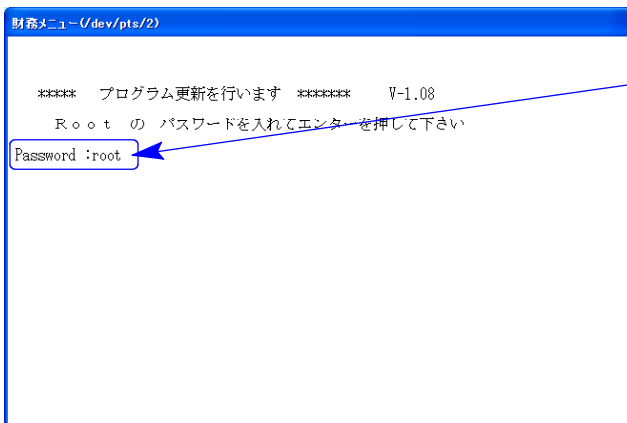 財務メニュー(/dev/pts/2)
***** プログラム更新を行います ******* V-1.08
Ｒｏｏｔ の パスワードを入れてエンターを押して下さい
Password :root